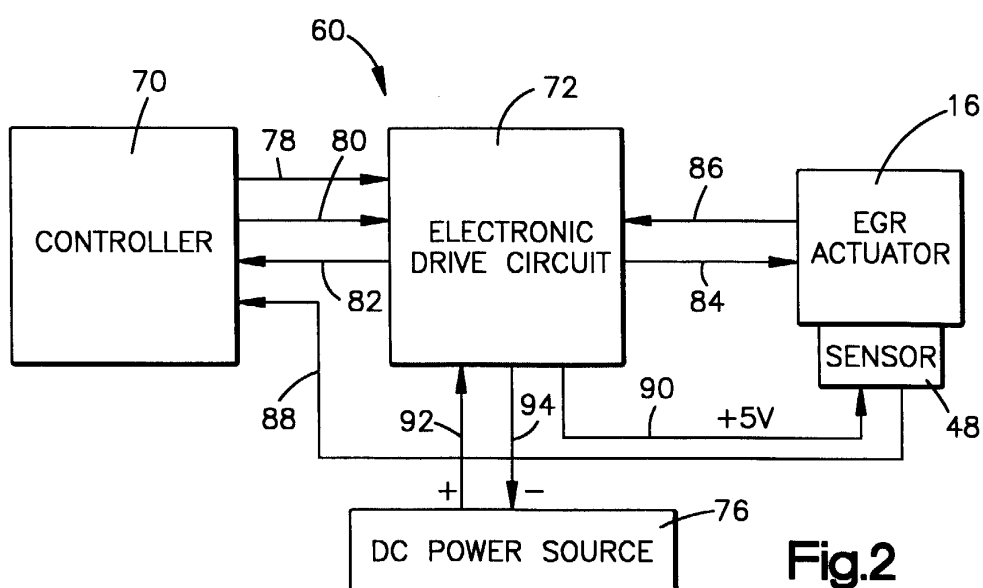 60
70
72
16
78
80
86
CONTROLLER
ELECTRONIC
DRIVE CIRCUIT
EGR
ACTUATOR
82
84
SENSOR
88
92
94
90
+5V
48
+
−
76
DC POWER SOURCE
Fig.2